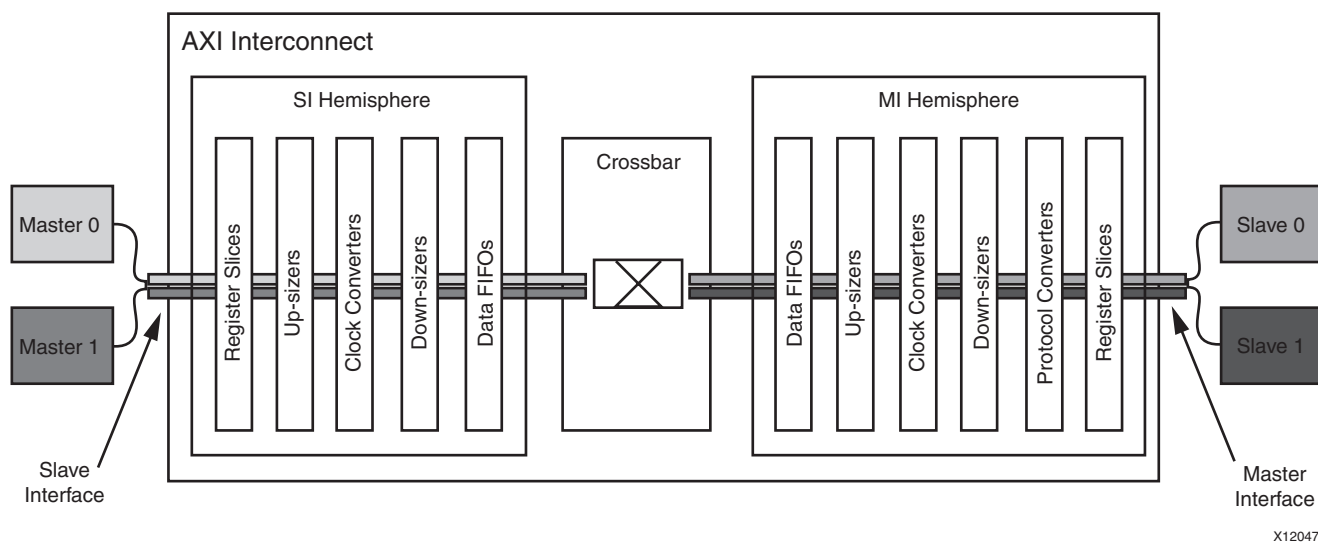 AXI Interconnect
SI Hemisphere
MI Hemisphere
Master 0
Master 1
Register Slices
Up-sizers
Clock Converters
Down-sizers
Data FIFOs
Crossbar
Data FIFOs
Up-sizers
Clock Converters
Down-sizers
Protocol Converters
Register Slices
Slave 0
Slave 1
Slave
Interface
Master
Interface
X12047